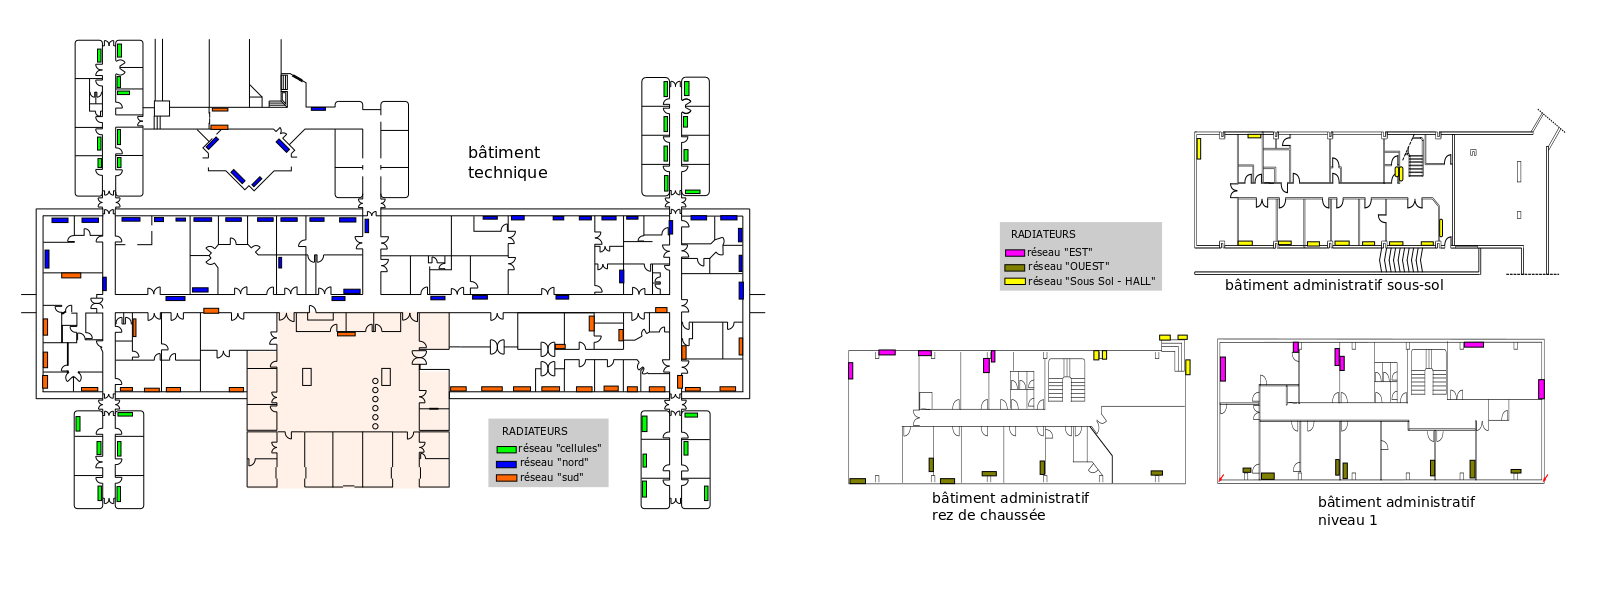 bâtiment
technique
RADIATEURS
réseau "cellules"
réseau "nord"
réseau "sud"
RADIATEURS
réseau "EST"
réseau "OUEST"
réseau "Sous Sol - HALL"
bâtiment administratif sous-sol
bâtiment administratif
rez de chaussée
bâtiment administratif
niveau 1